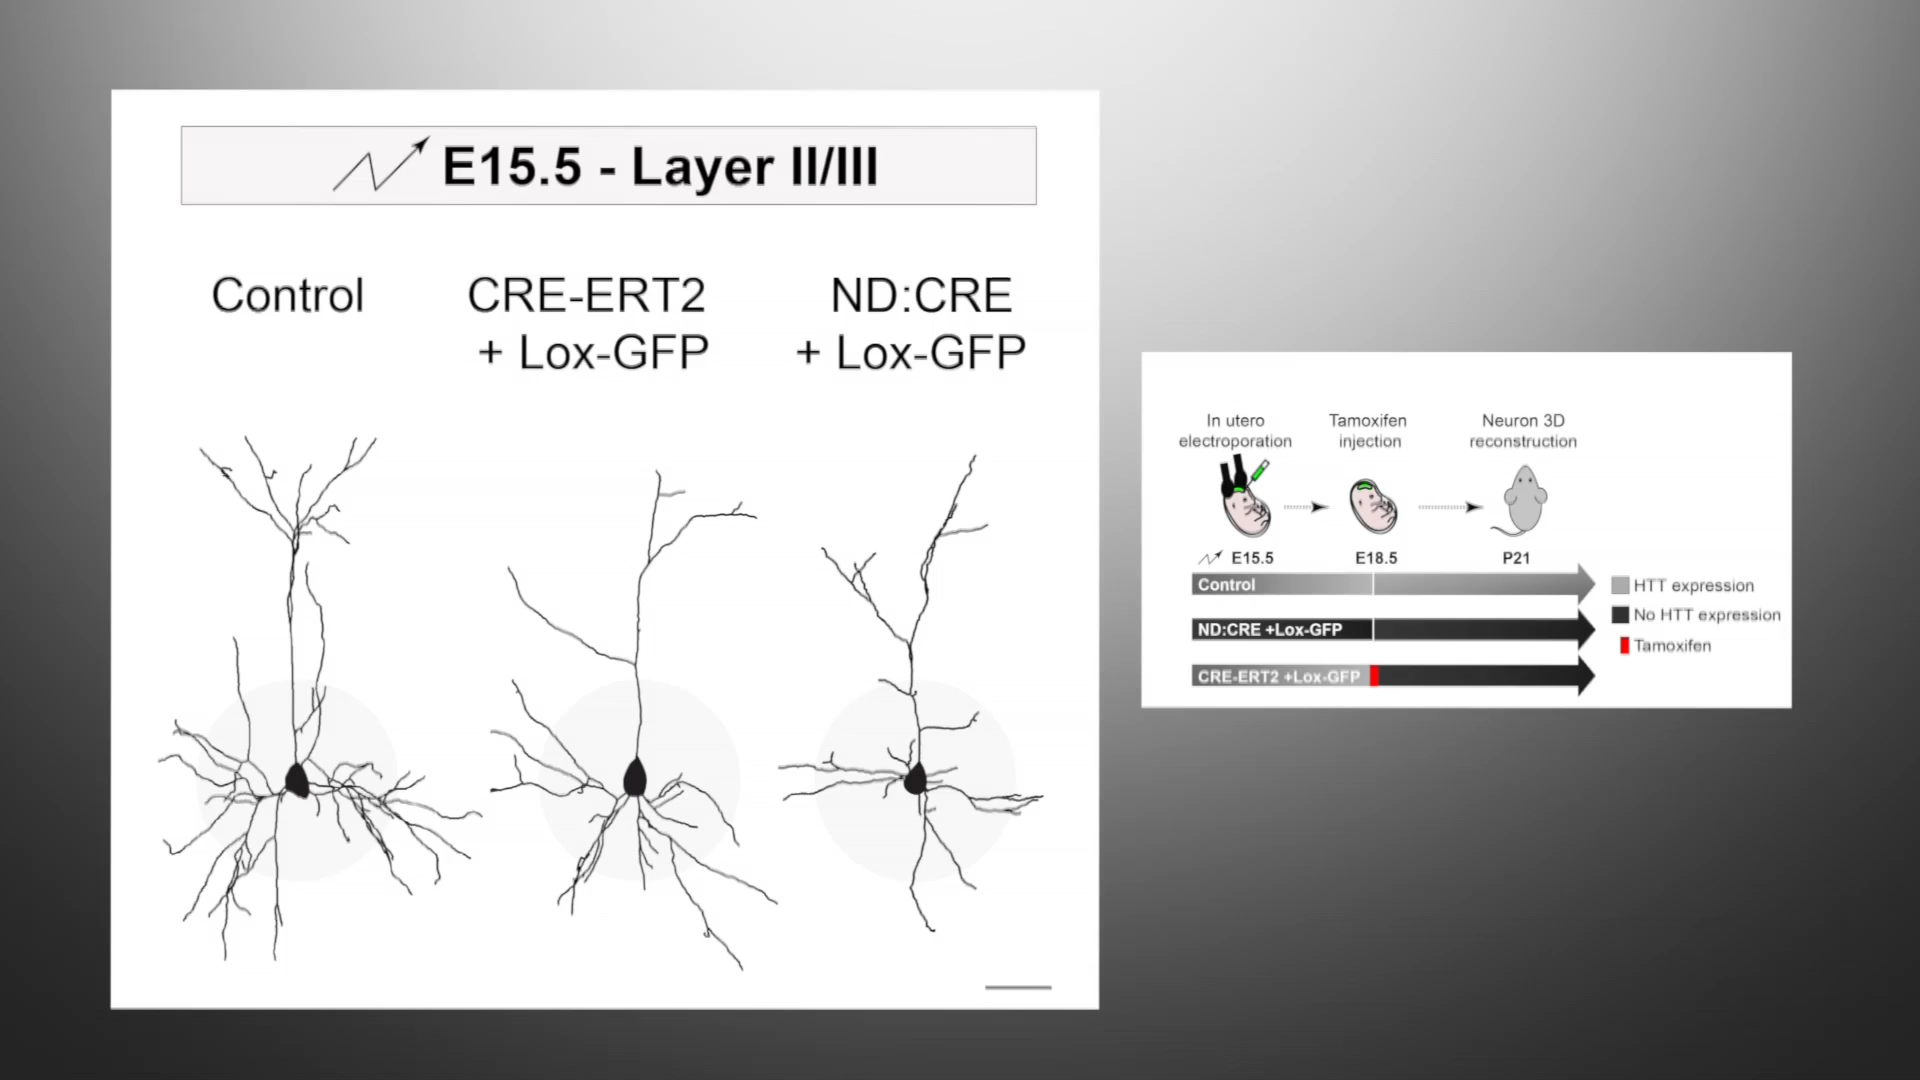 E15.5 - Layer II/III
Control
CRE-ERT2
+ Lox-GFP
ND:CRE
+ Lox-GFP
In utero
electroporation
Tamoxifen
injection
Neuron 3D
reconstruction
E15.5
E18.5
P21
Control
ND:CRE +Lox-GFP
CRE-ERT2 +Lox-GFP
HTT expression
No HTT expression
Tamoxifen